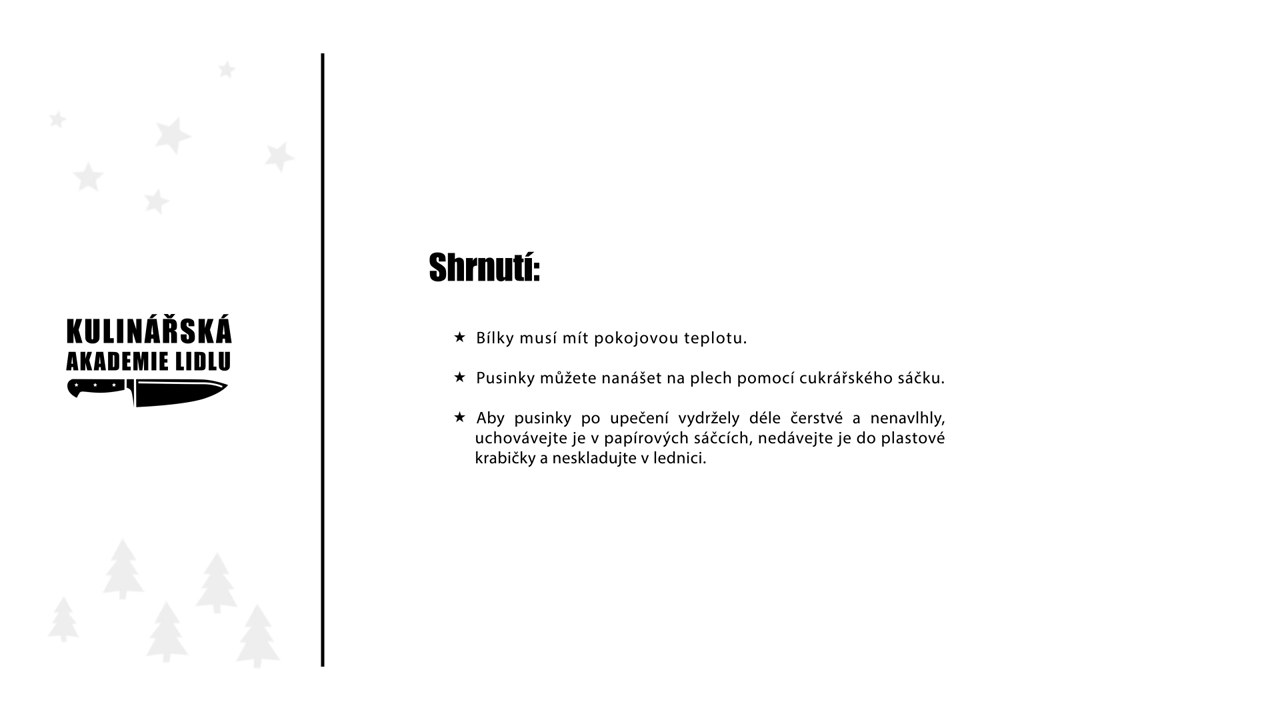 KULINÁŘSKÁ
AKADEMIE LIDLU
Shrnutí:
★ Bílky musí mít pokojovou teplotu.
★ Pusinky můžete nanášet na plech pomocí cukrářského sáčku.
★ Aby pusinky po upečení vydržely déle čerstvé a nenavlhly,
uchovávejte je v papírových sáčcích, nedávejte je do plastové
krabičky a neskladujte v lednici.